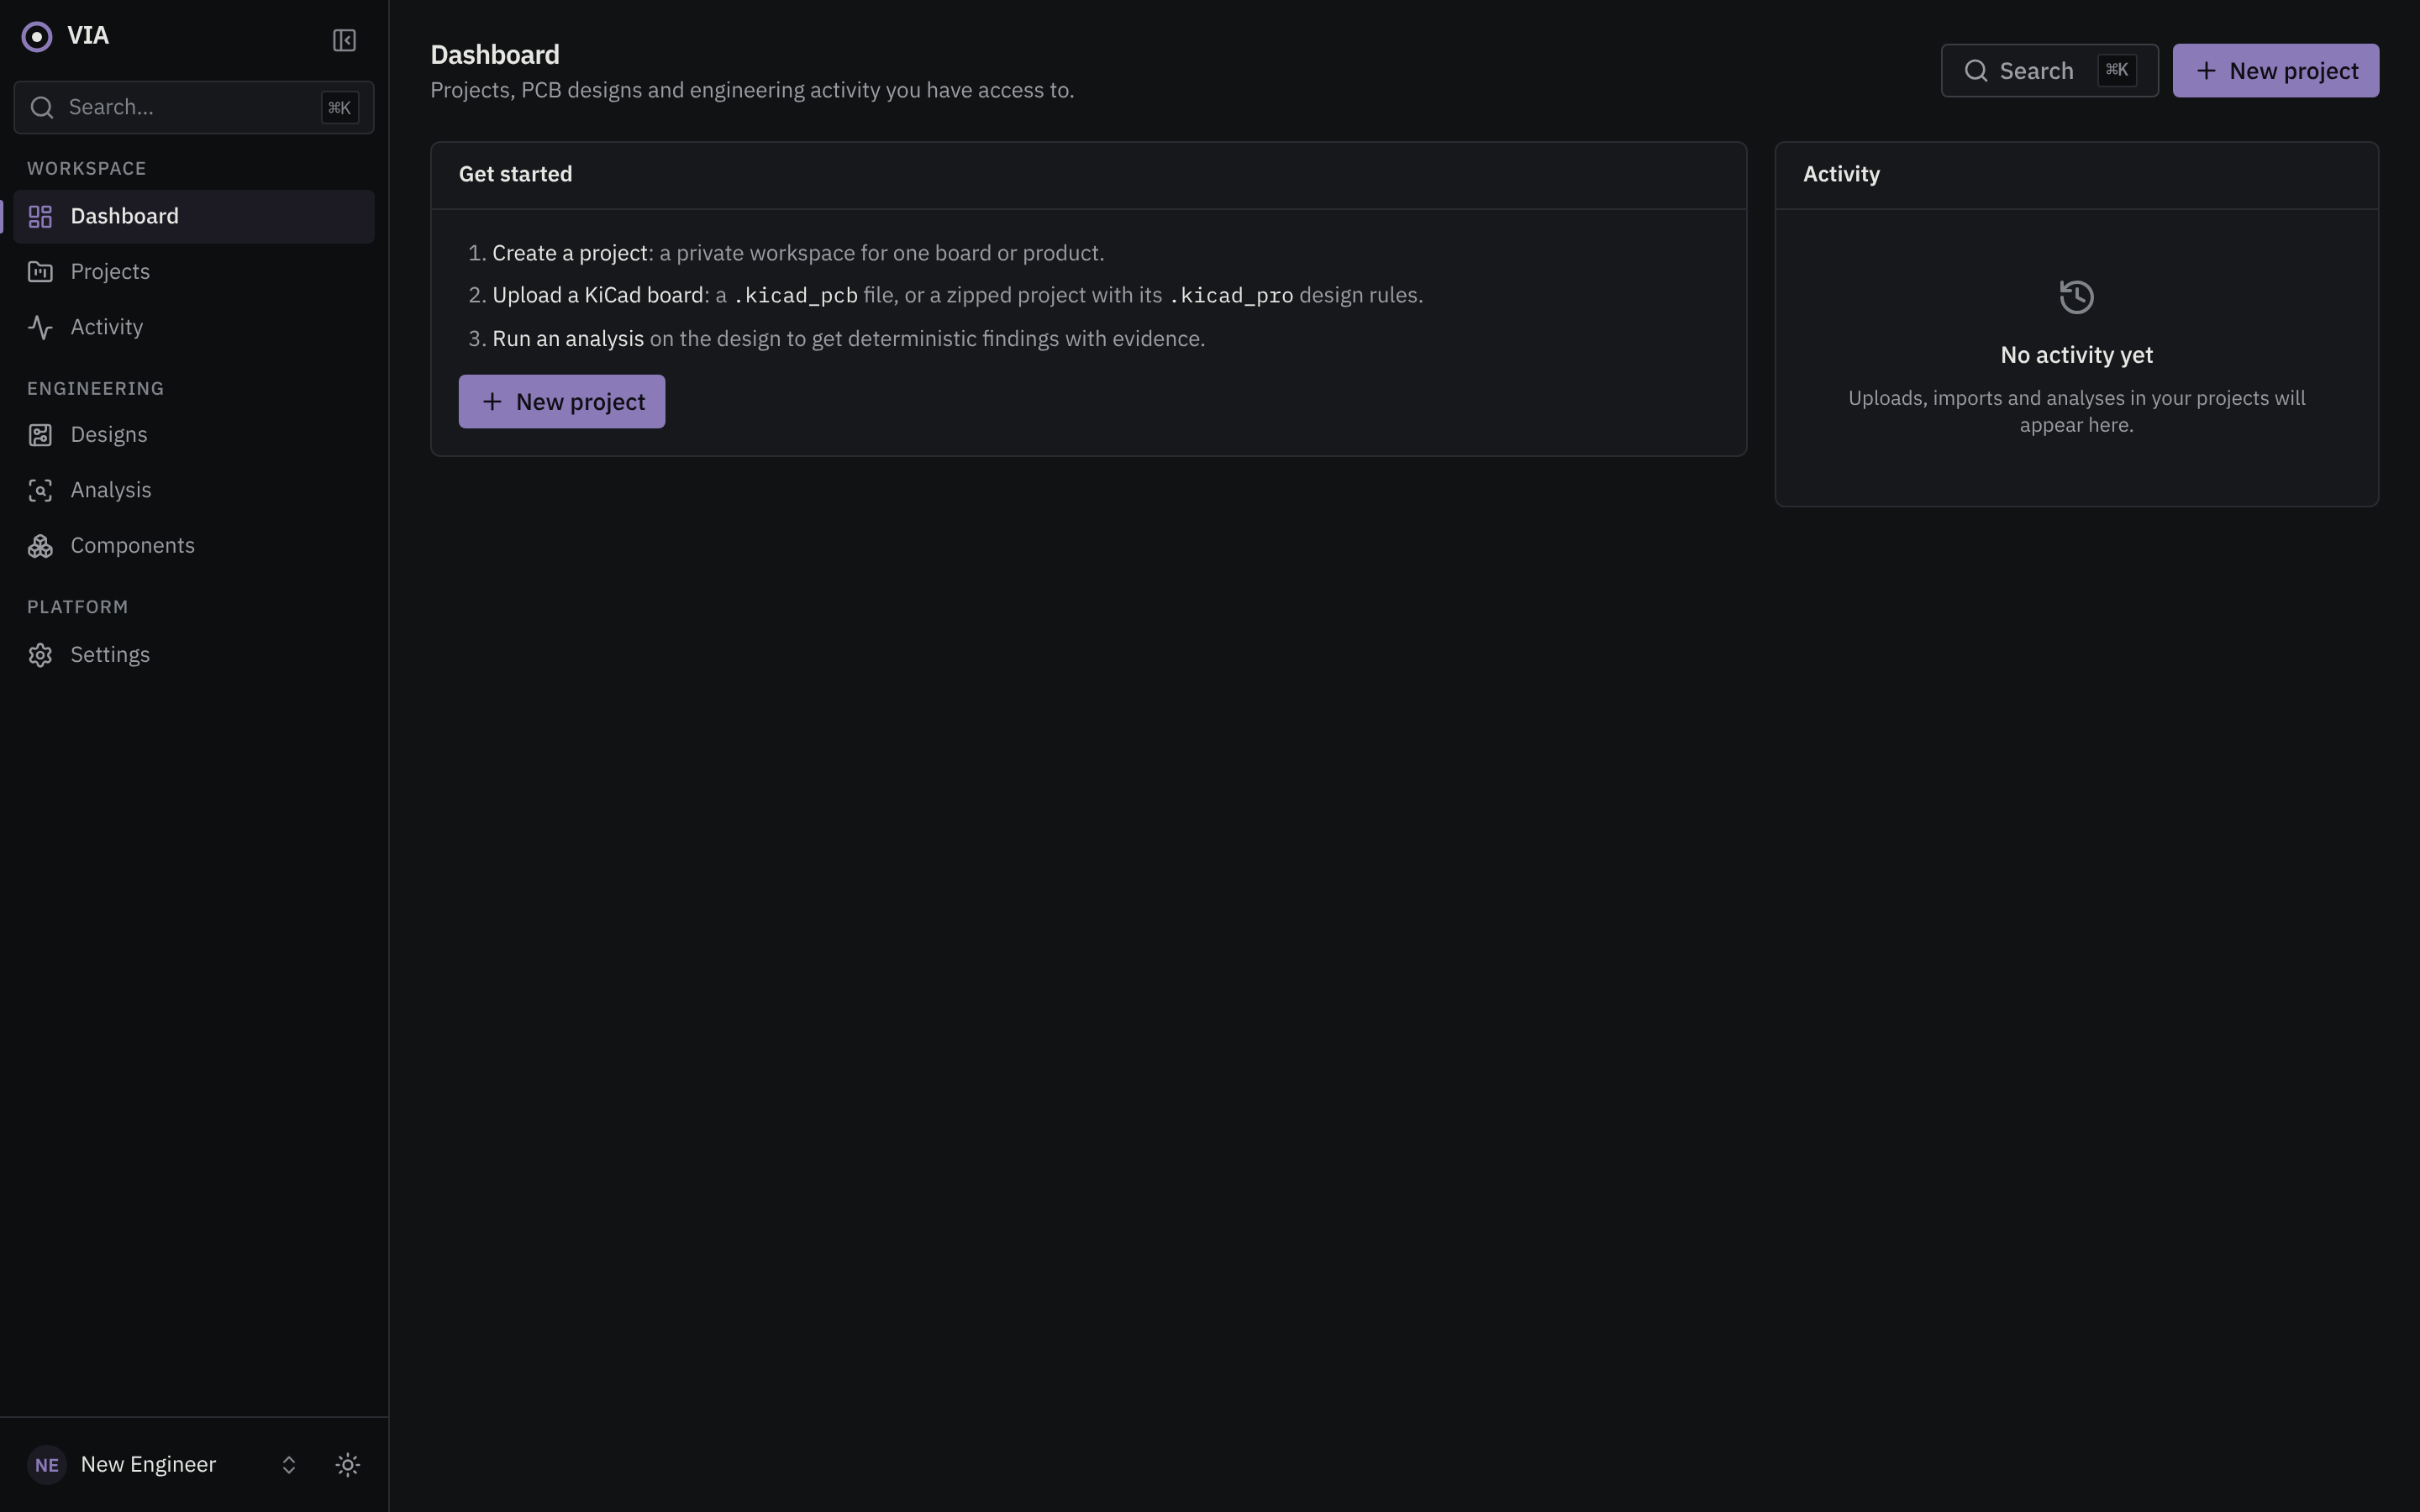 VIA
Search...
⌘K
WORKSPACE
Dashboard
Projects
Activity
ENGINEERING
Designs
Analysis
Components
PLATFORM
Settings
NE
New Engineer
Dashboard
Projects, PCB designs and engineering activity you have access to.
Search
⌘K
New project
Get started
1. Create a project: a private workspace for one board or product.
2. Upload a KiCad board: a .kicad_pcb file, or a zipped project with its .kicad_pro design rules.
3. Run an analysis on the design to get deterministic findings with evidence.
New project
Activity
No activity yet
Uploads, imports and analyses in your projects will
appear here.